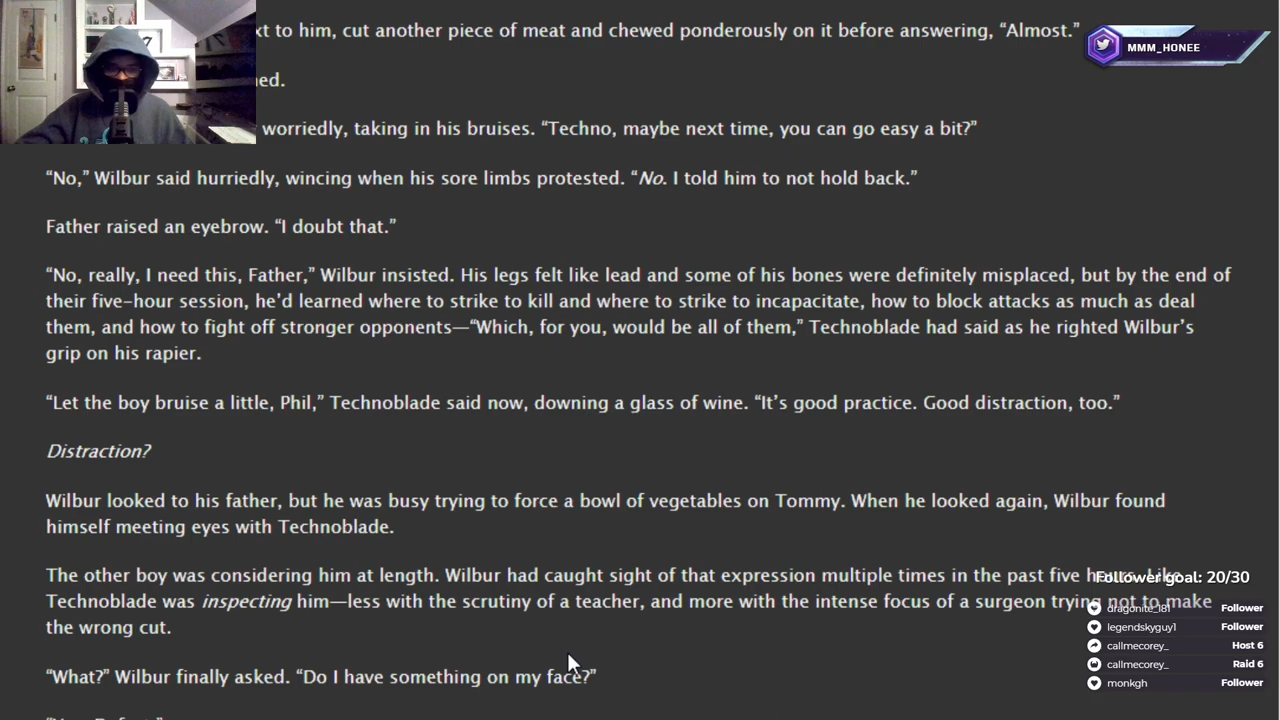 xt to him, cut another piece of meat and chewed ponderously on it before answering, “Almost.”
MMM_HONEE
ned.
worriedly, taking in his bruises. “Techno, maybe next time, you can go easy a bit?”
“No,” Wilbur said hurriedly, wincing when his sore limbs protested. “No. I told him to not hold back.”
Father raised an eyebrow. “I doubt that.”
“No, really, I need this, Father,” Wilbur insisted. His legs felt like lead and some of his bones were definitely misplaced, but by the end of
their five-hour session, he’d learned where to strike to kill and where to strike to incapacitate, how to block attacks as much as deal
them, and how to fight off stronger opponents—“Which, for you, would be all of them,” Technoblade had said as he righted Wilbur’s
grip on his rapier.
“Let the boy bruise a little, Phil,” Technoblade said now, downing a glass of wine. “It’s good practice. Good distraction, too.”
Distraction?
Wilbur looked to his father, but he was busy trying to force a bowl of vegetables on Tommy. When he looked again, Wilbur found
himself meeting eyes with Technoblade.
The other boy was considering him at length. Wilbur had caught sight of that expression multiple times in the past five hours. Like
Technoblade was inspecting him—less with the scrutiny of a teacher, and more with the intense focus of a surgeon trying not to make
the wrong cut.
“What?” Wilbur finally asked. “Do I have something on my face?”
Follower goal: 20/30
dragonite_181 Follower
legendskyguy1 Follower
callmecorey_ Host 6
callmecorey_ Raid 6
monkgh Follower